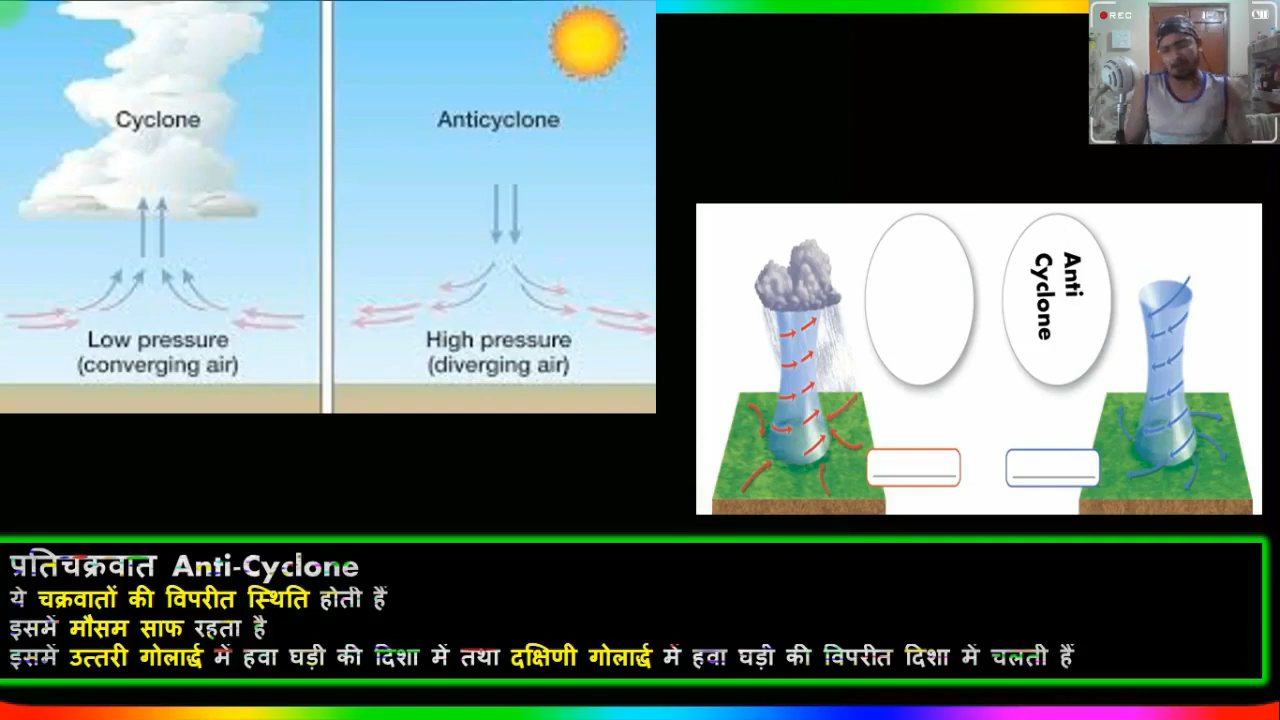 Cyclone
Low pressure
(converging air)
Anticyclone
High pressure
(diverging air)
REC
Anti
Cyclone
प्रतिचक्रवात Anti-Cyclone
ये चक्रवातों की विपरीत स्थिति होती हैं
इसमें मौसम साफ रहता है
इसमें उत्तरी गोलार्द्ध में हवा घड़ी की दिशा में तथा दक्षिणी गोलार्द्ध में हवा घड़ी की विपरीत दिशा में चलती हैं